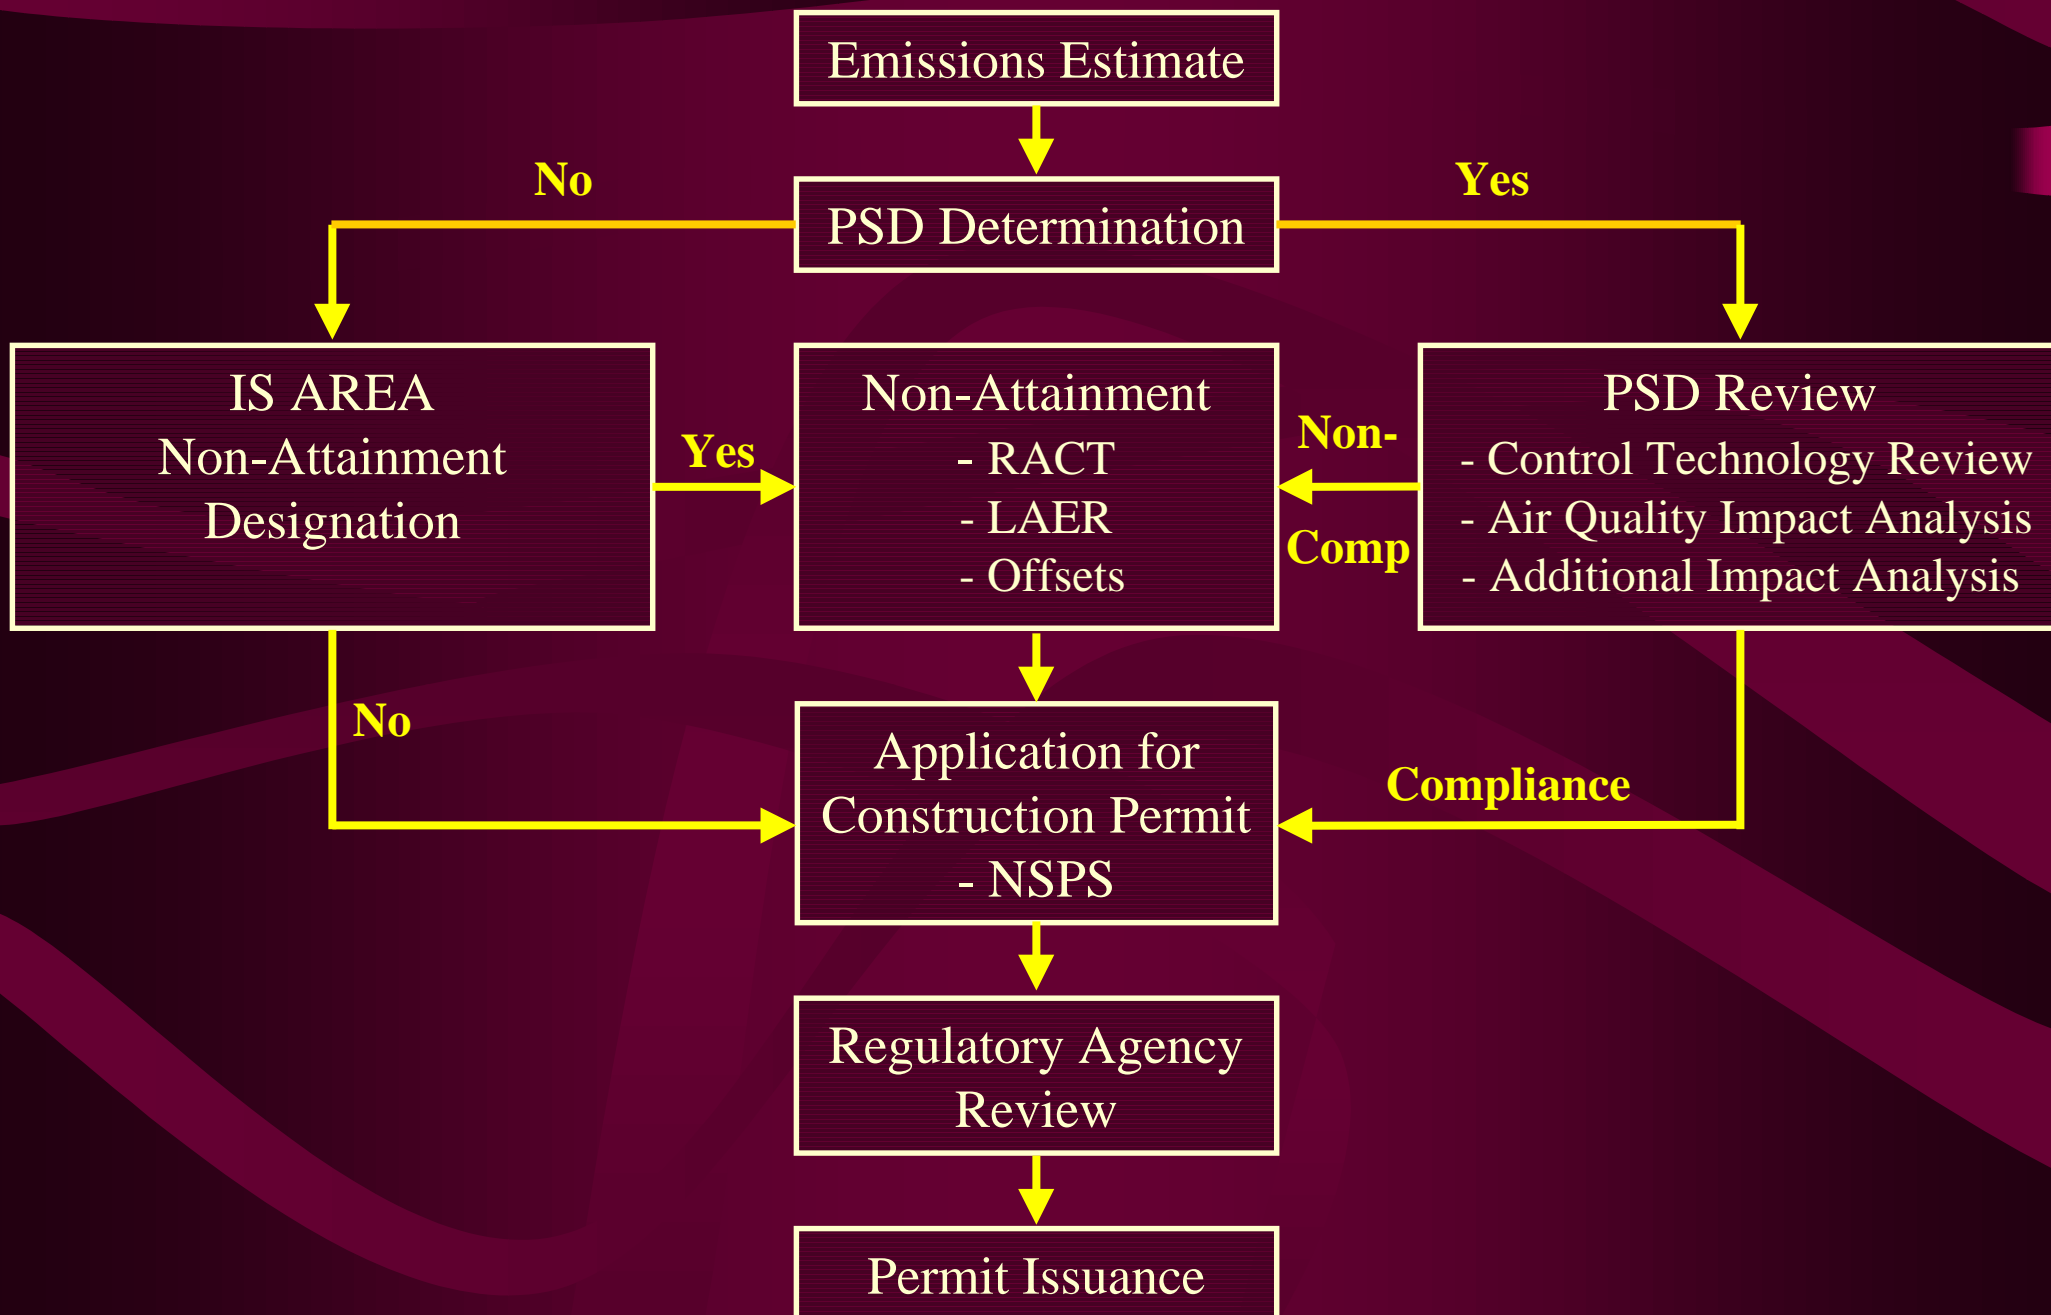 Emissions Estimate
No
Yes
PSD Determination
IS AREA
Non-Attainment
Designation
Yes
Non-Attainment
- RACT
- LAER
- Offsets
Non-
Comp
PSD Review
- Control Technology Review
- Air Quality Impact Analysis
- Additional Impact Analysis
No
Application for
Construction Permit
- NSPS
Compliance
Regulatory Agency
Review
Permit Issuance